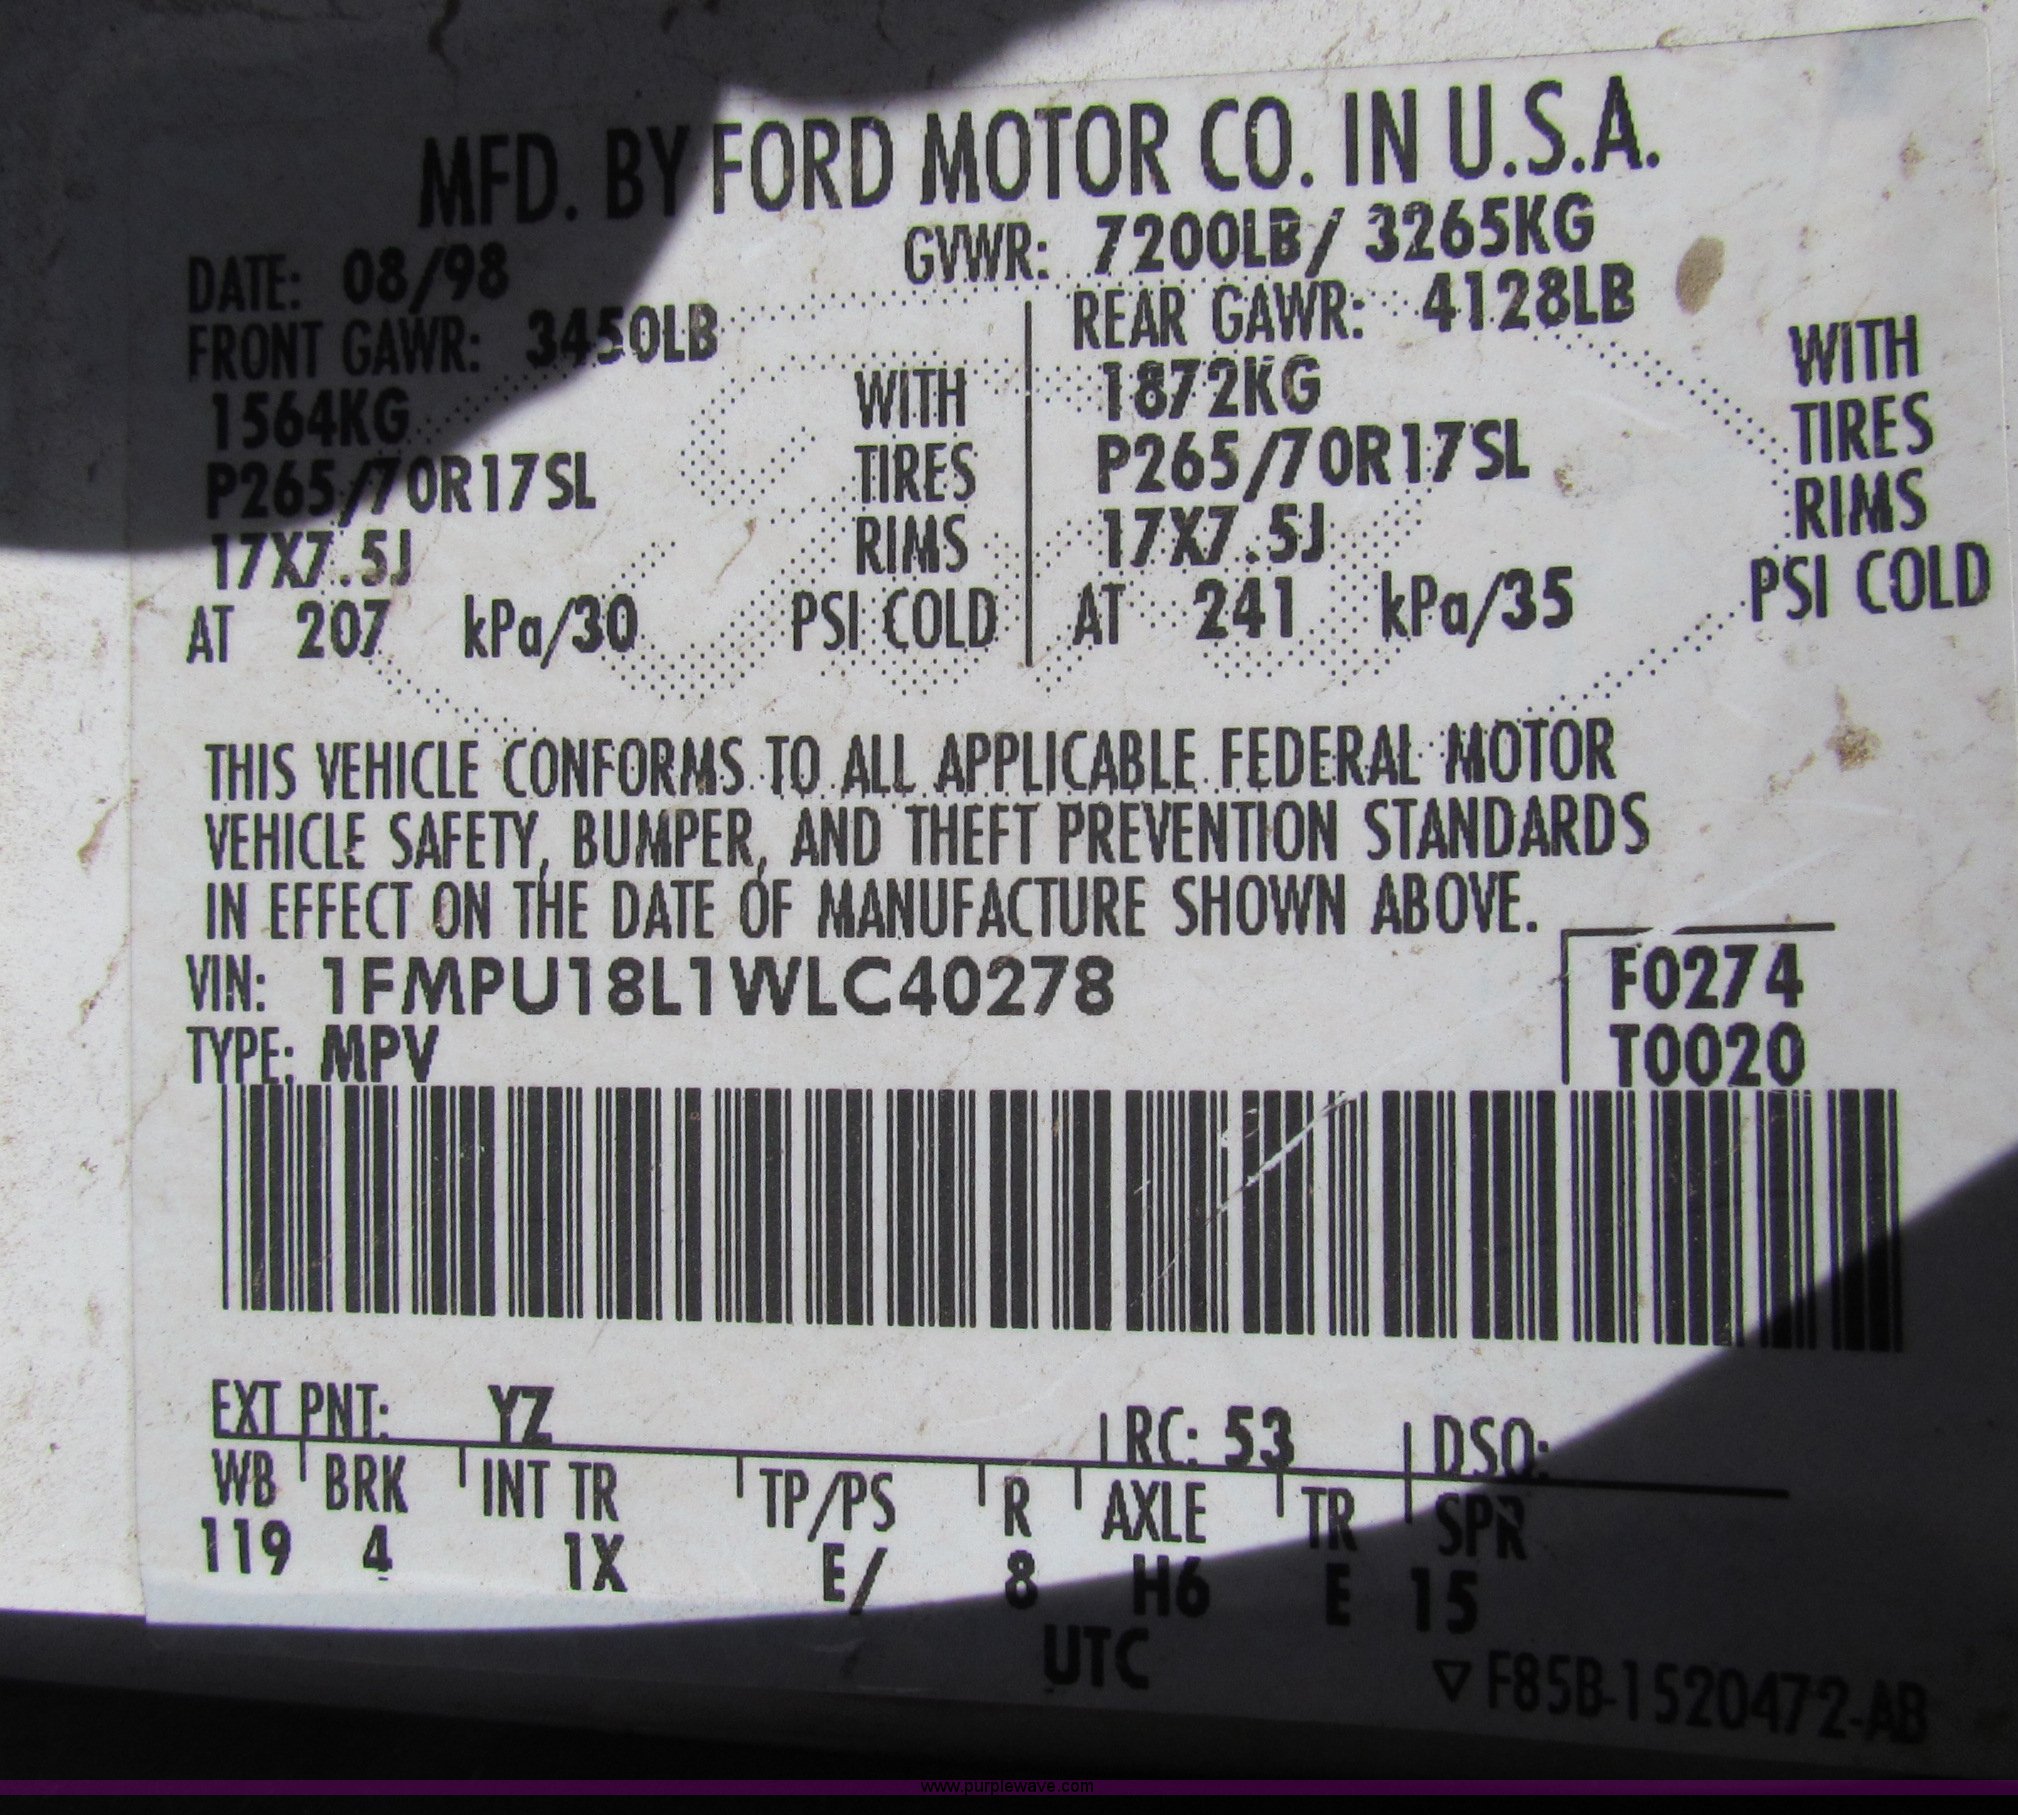 MFD. BY FORD MOTOR CO. IN U.S.A.
DATE: 08/98 GVWR: 7200LB/ 3265KG
FRONT GAWR: 3450LB REAR GAWR: 4128LB
1564KG WITH 1872KG WITH
P265/70R17SL TIRES P265/70R17SL TIRES
17X7.5J RIMS 17X7.5J RIMS
AT 207 kPa/30 PSI COLD AT 241 kPa/35 PSI COLD
THIS VEHICLE CONFORMS TO ALL APPLICABLE FEDERAL MOTOR
VEHICLE SAFETY, BUMPER, AND THEFT PREVENTION STANDARDS
IN EFFECT ON THE DATE OF MANUFACTURE SHOWN ABOVE.
VIN: 1FMPU18L1WLC40278 F0274
TYPE: MPV T0020
EXT PNT: YZ RC: 53 DSO:
WB BRK INT TR TP/PS R AXLE TR SPR
119 4 1X E/ 8 H6 E 15
UTC
▽ F85B-1520472-AB
www.purplewave.com